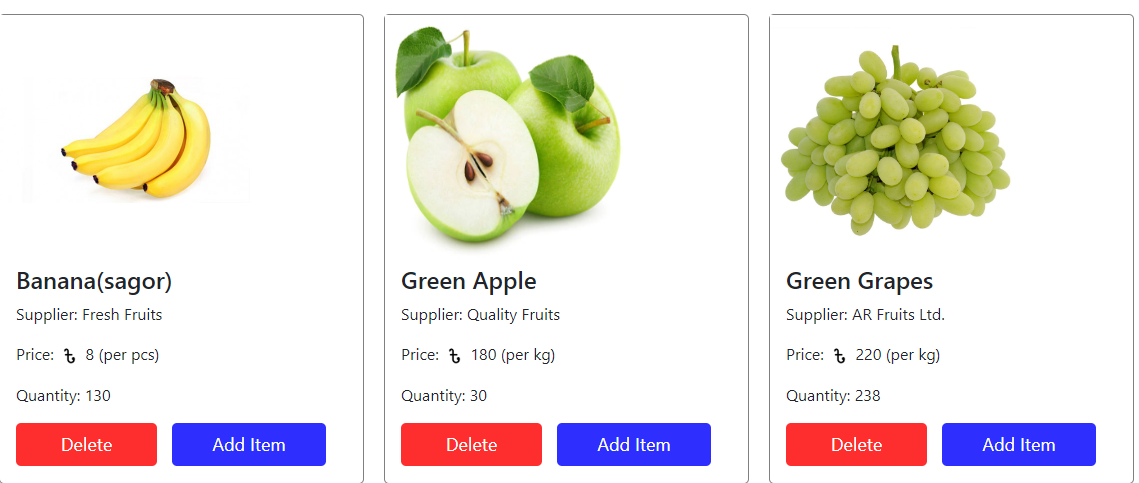 Banana(sagor)
Supplier: Fresh Fruits
Price: ৳ 8 (per pcs)
Quantity: 130
Delete Add Item
Green Apple
Supplier: Quality Fruits
Price: ৳ 180 (per kg)
Quantity: 30
Delete Add Item
Green Grapes
Supplier: AR Fruits Ltd.
Price: ৳ 220 (per kg)
Quantity: 238
Delete Add Item